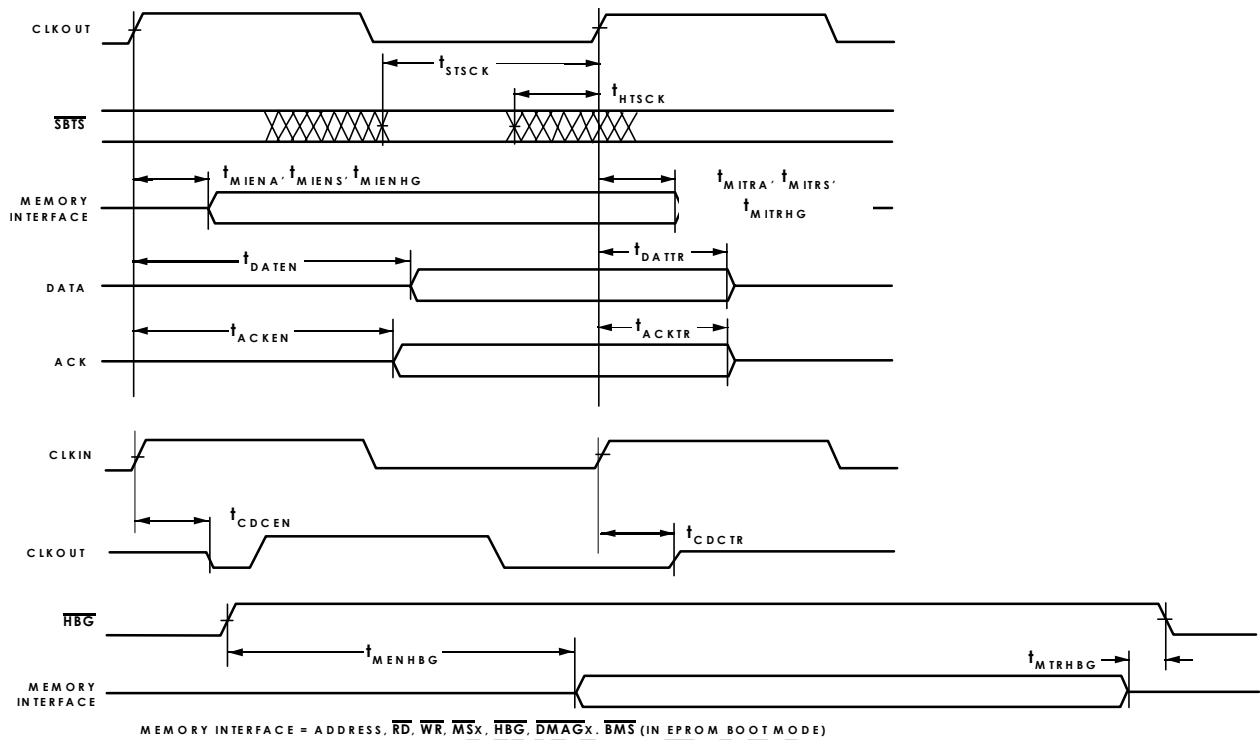 CLKOUT
tSTSCK
tHTSCK
SBTS
tMIENA, tMIENS, tMIENHG
tMITRA, tMITRS,
tMITRHG
MEMORY
INTERFACE
tDATEN
tDATTR
DATA
tACKEN
tACKTR
ACK
CLKIN
tCDCEN
tCDCTR
CLKOUT
HBG
tMENHBG
tMTRHBG
MEMORY
INTERFACE
MEMORY INTERFACE = ADDRESS, RD, WR, MSx, HBG, DMAGx. BMS (IN EPROM BOOT MODE)